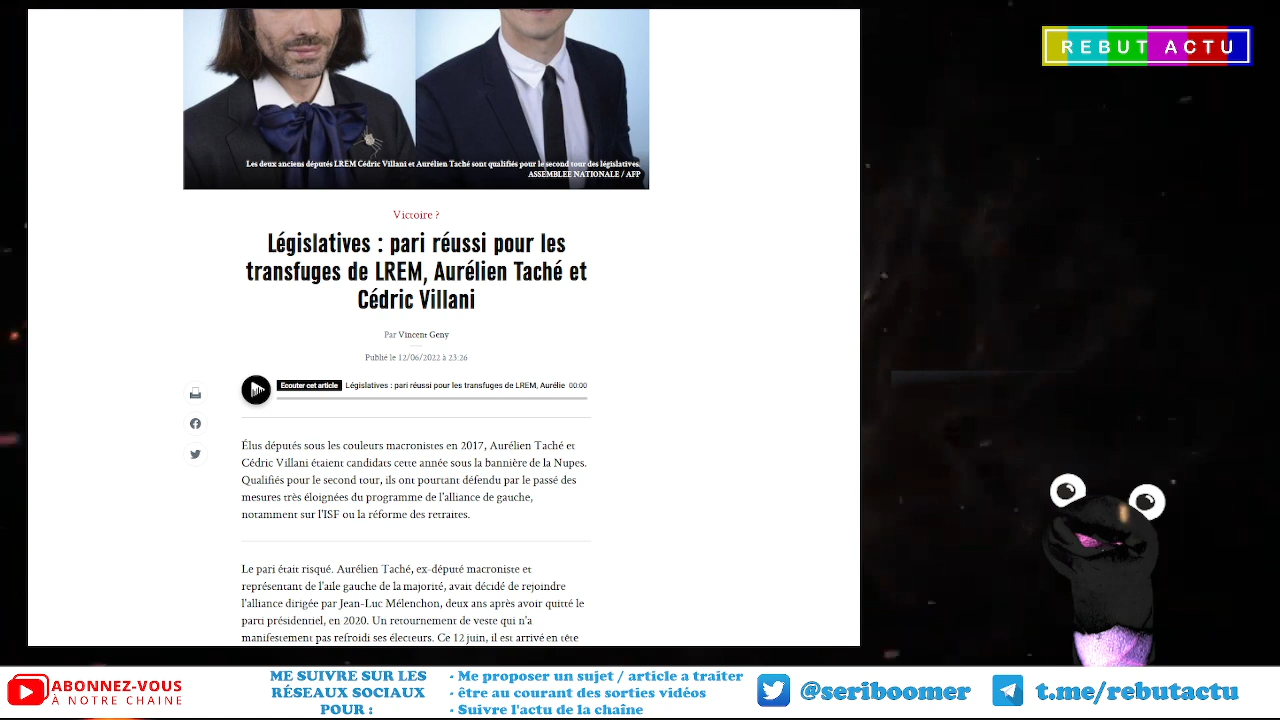 REBUT ACTU
Les deux anciens députés LREM Cédric Villani et Aurélien Taché sont qualifiés pour le second tour des législatives.
ASSEMBLEE NATIONALE / AFP
Victoire ?
Législatives : pari réussi pour les
transfuges de LREM, Aurélien Taché et
Cédric Villani
Par Vincent Geny
Publié le 12/06/2022 à 23:26
Ecouter cet article Législatives : pari réussi pour les transfuges de LREM, Aurélie 00:00
Élus députés sous les couleurs macronistes en 2017, Aurélien Taché et
Cédric Villani étaient candidats cette année sous la bannière de la Nupes.
Qualifiés pour le second tour, ils ont pourtant défendu par le passé des
mesures très éloignées du programme de l'alliance de gauche,
notamment sur l'ISF ou la réforme des retraites.
Le pari était risqué. Aurélien Taché, ex-député macroniste et
représentant de l'aile gauche de la majorité, avait décidé de rejoindre
l'alliance dirigée par Jean-Luc Mélenchon, deux ans après avoir quitté le
parti présidentiel, en 2020. Un retournement de veste qui n'a
manifestement pas refroidi ses électeurs. Ce 12 juin, il est arrivé en tête
ABONNEZ-VOUS
À NOTRE CHAINE
ME SUIVRE SUR LES
RÉSEAUX SOCIAUX
POUR :
- Me proposer un sujet / article a traiter
- être au courant des sorties vidéos
- Suivre l'actu de la chaîne
@seriboomer
t.me/rebutactu